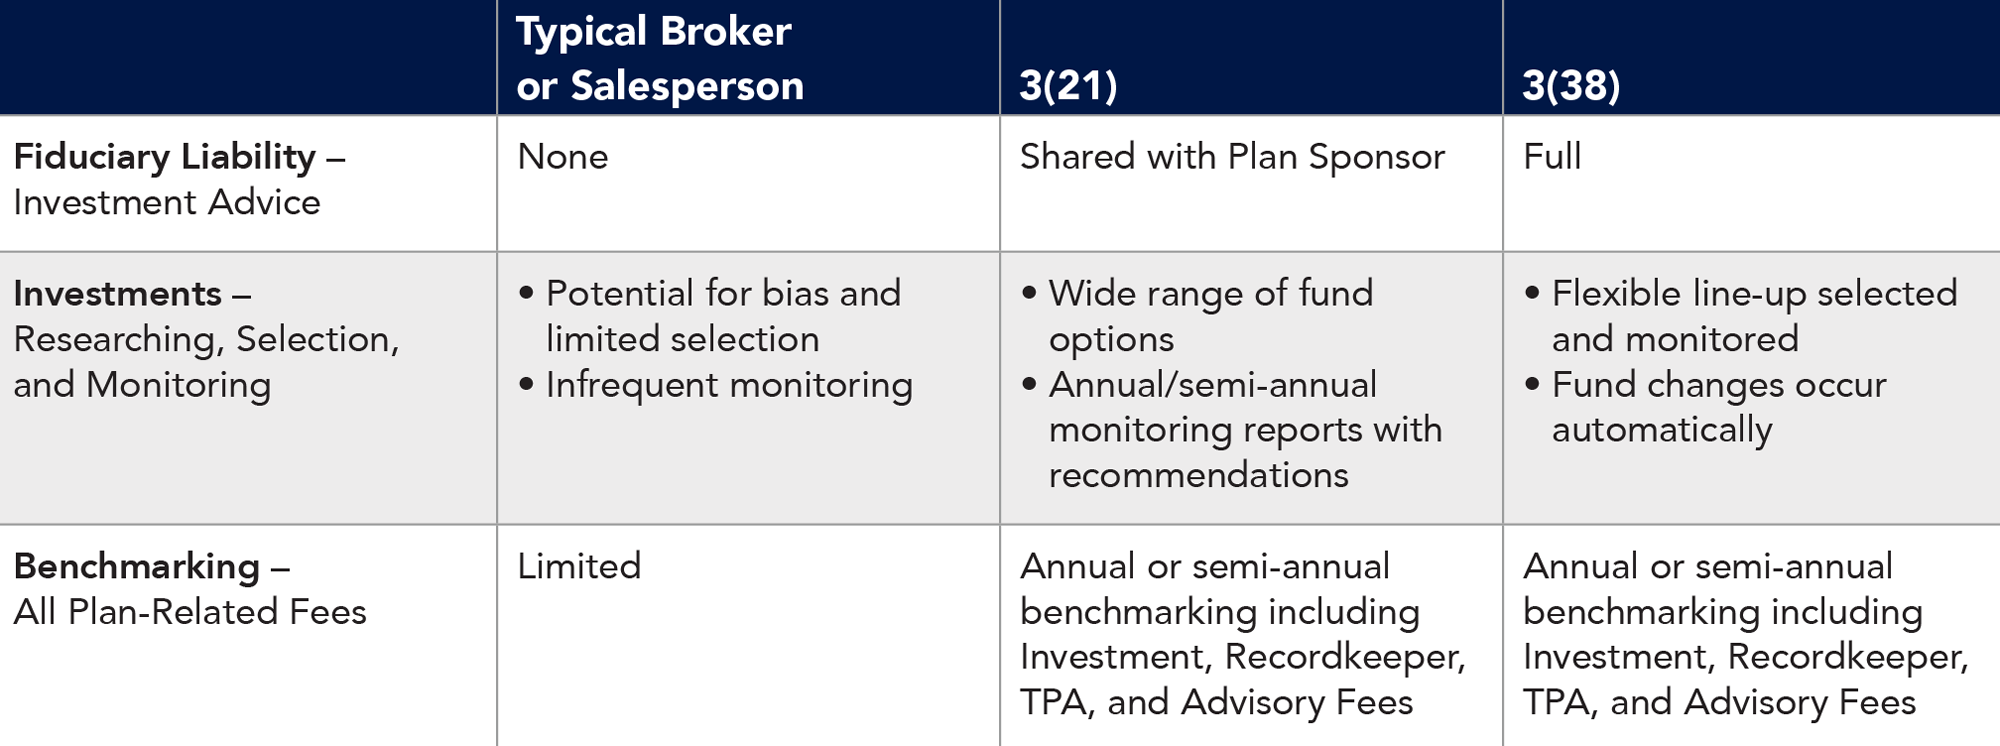 Typical Broker
or Salesperson
3(21)
3(38)
Fiduciary Liability –
Investment Advice
None
Shared with Plan Sponsor
Full
Investments –
Researching, Selection,
and Monitoring
• Potential for bias and
limited selection
• Infrequent monitoring
• Wide range of fund
options
• Annual/semi-annual
monitoring reports with
recommendations
• Flexible line-up selected
and monitored
• Fund changes occur
automatically
Benchmarking –
All Plan-Related Fees
Limited
Annual or semi-annual
benchmarking including
Investment, Recordkeeper,
TPA, and Advisory Fees
Annual or semi-annual
benchmarking including
Investment, Recordkeeper,
TPA, and Advisory Fees